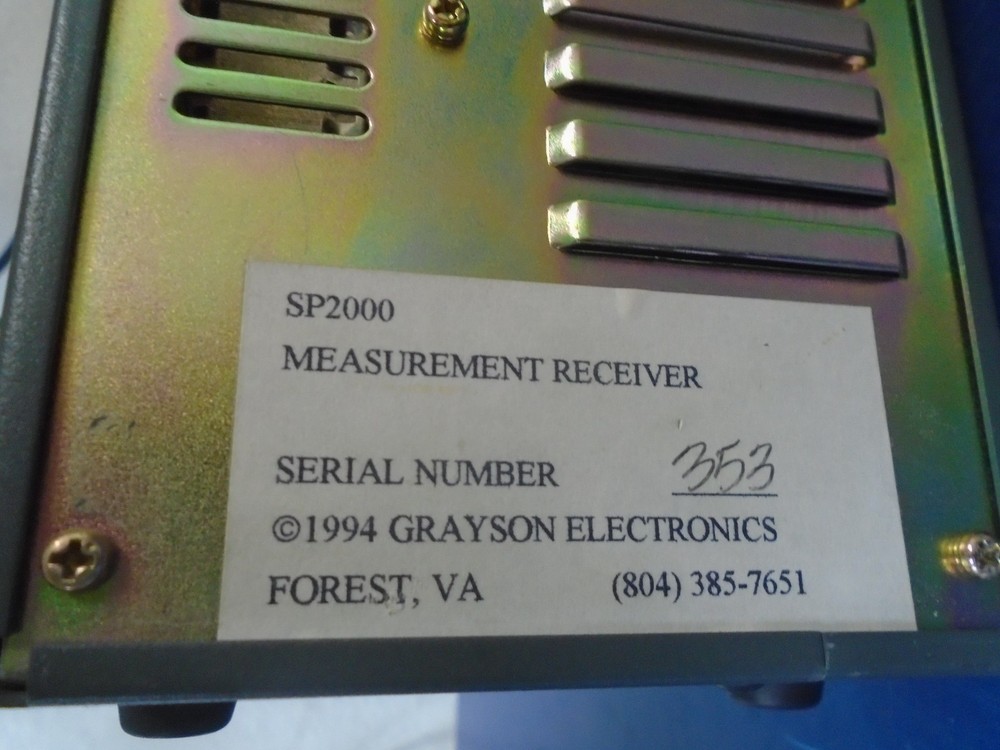 SP2000
MEASUREMENT RECEIVER
SERIAL NUMBER 353
©1994 GRAYSON ELECTRONICS
FOREST, VA (804) 385-7651